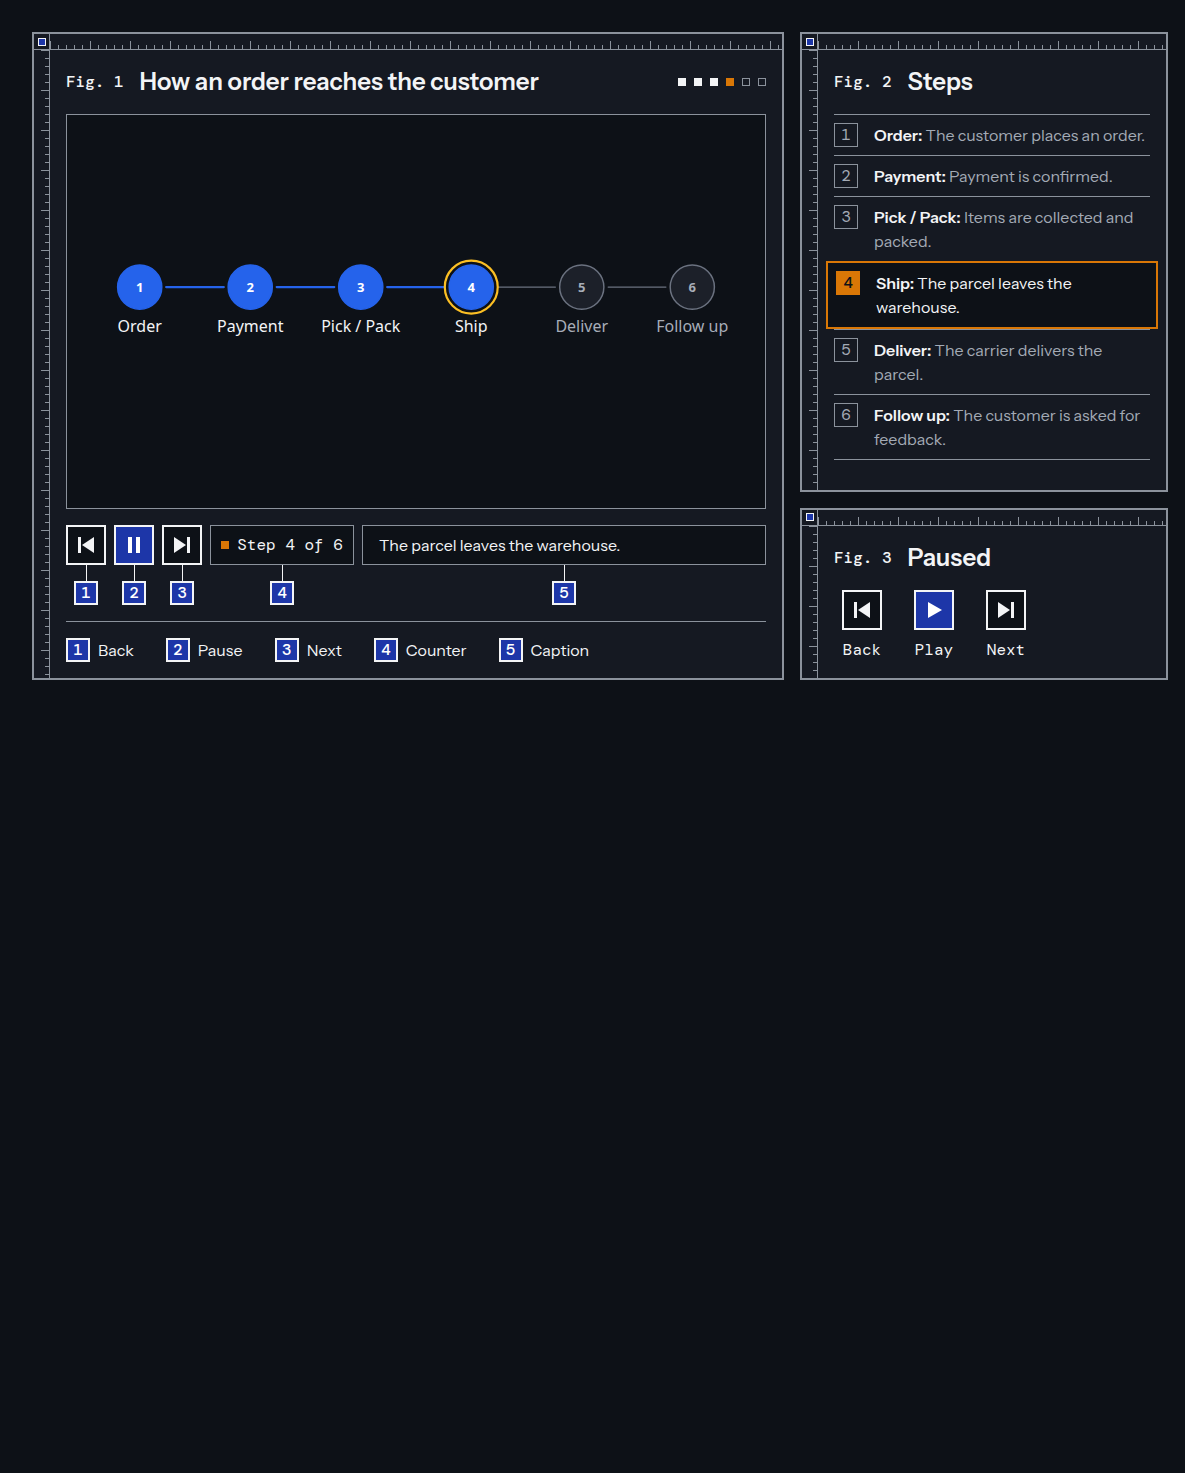 Fig. 1 How an order reaches the customer
1 2 3 4 5 6
Order Payment Pick / Pack Ship Deliver Follow up
Step 4 of 6 The parcel leaves the warehouse.
1 2 3 4 5
1 Back 2 Pause 3 Next 4 Counter 5 Caption
Fig. 2 Steps
1 Order: The customer places an order.
2 Payment: Payment is confirmed.
3 Pick / Pack: Items are collected and
packed.
4 Ship: The parcel leaves the
warehouse.
5 Deliver: The carrier delivers the
parcel.
6 Follow up: The customer is asked for
feedback.
Fig. 3 Paused
Back Play Next